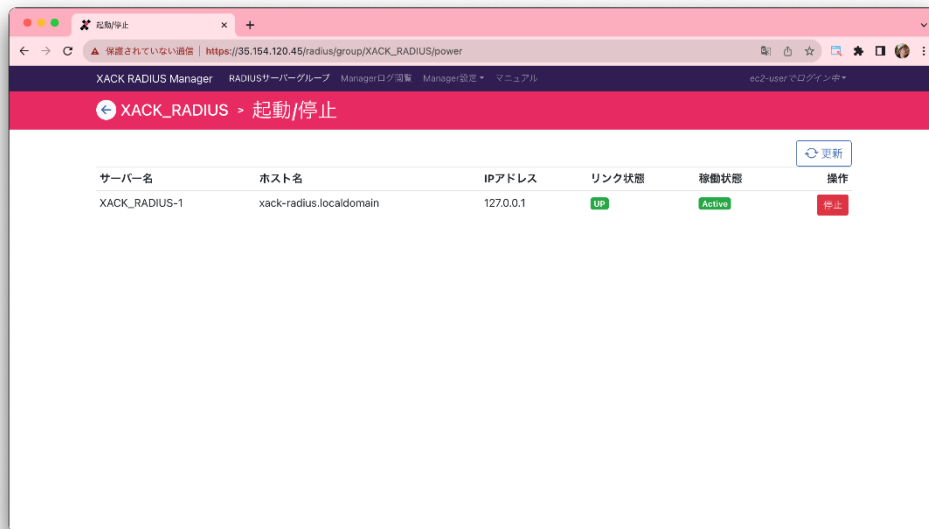 起動/停止
保護されていない通信 | https://35.154.120.45/radius/group/XACK_RADIUS/power
XACK RADIUS Manager RADIUSサーバーグループ Managerログ閲覧 Manager設定 マニュアル ec2-userでログイン中
XACK_RADIUS > 起動/停止
更新
サーバー名 ホスト名 IPアドレス リンク状態 稼働状態 操作
XACK_RADIUS-1 xack-radius.localdomain 127.0.0.1 UP Active 停止